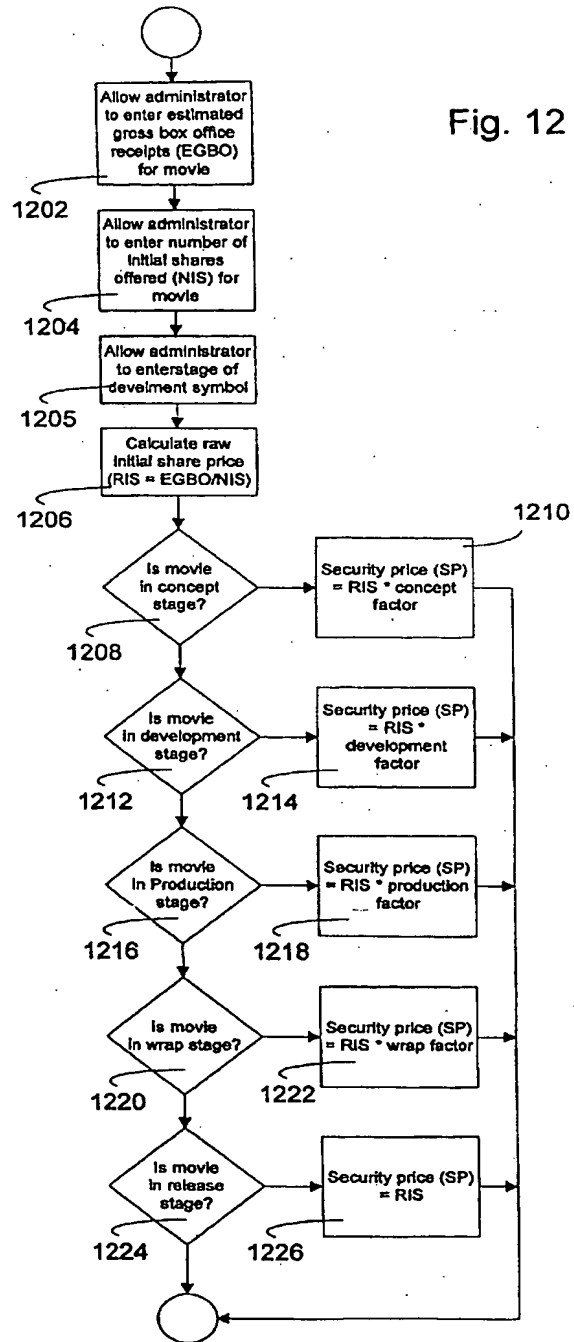 Fig. 12
Allow administrator
to enter estimated
gross box office
receipts (EGBO)
for movie
1202
Allow administrator
to enter number of
initial shares
offered (NIS) for
movie
1204
Allow administrator
to enterstage of
develment symbol
1205
Calculate raw
initial share price
(RIS = EGBO/NIS)
1206
1210
Is movie
in concept
stage?
1208
Security price (SP)
= RIS * concept
factor
Is movie
in development
stage?
1212
Security price (SP)
= RIS *
development
factor
1214
Is movie
in Production
stage?
1216
Security price (SP)
= RIS * production
factor
1218
Is movie
in wrap stage?
1220
Security price (SP)
= RIS * wrap factor
1222
Is movie
in release
stage?
1224
Security price (SP)
= RIS
1226